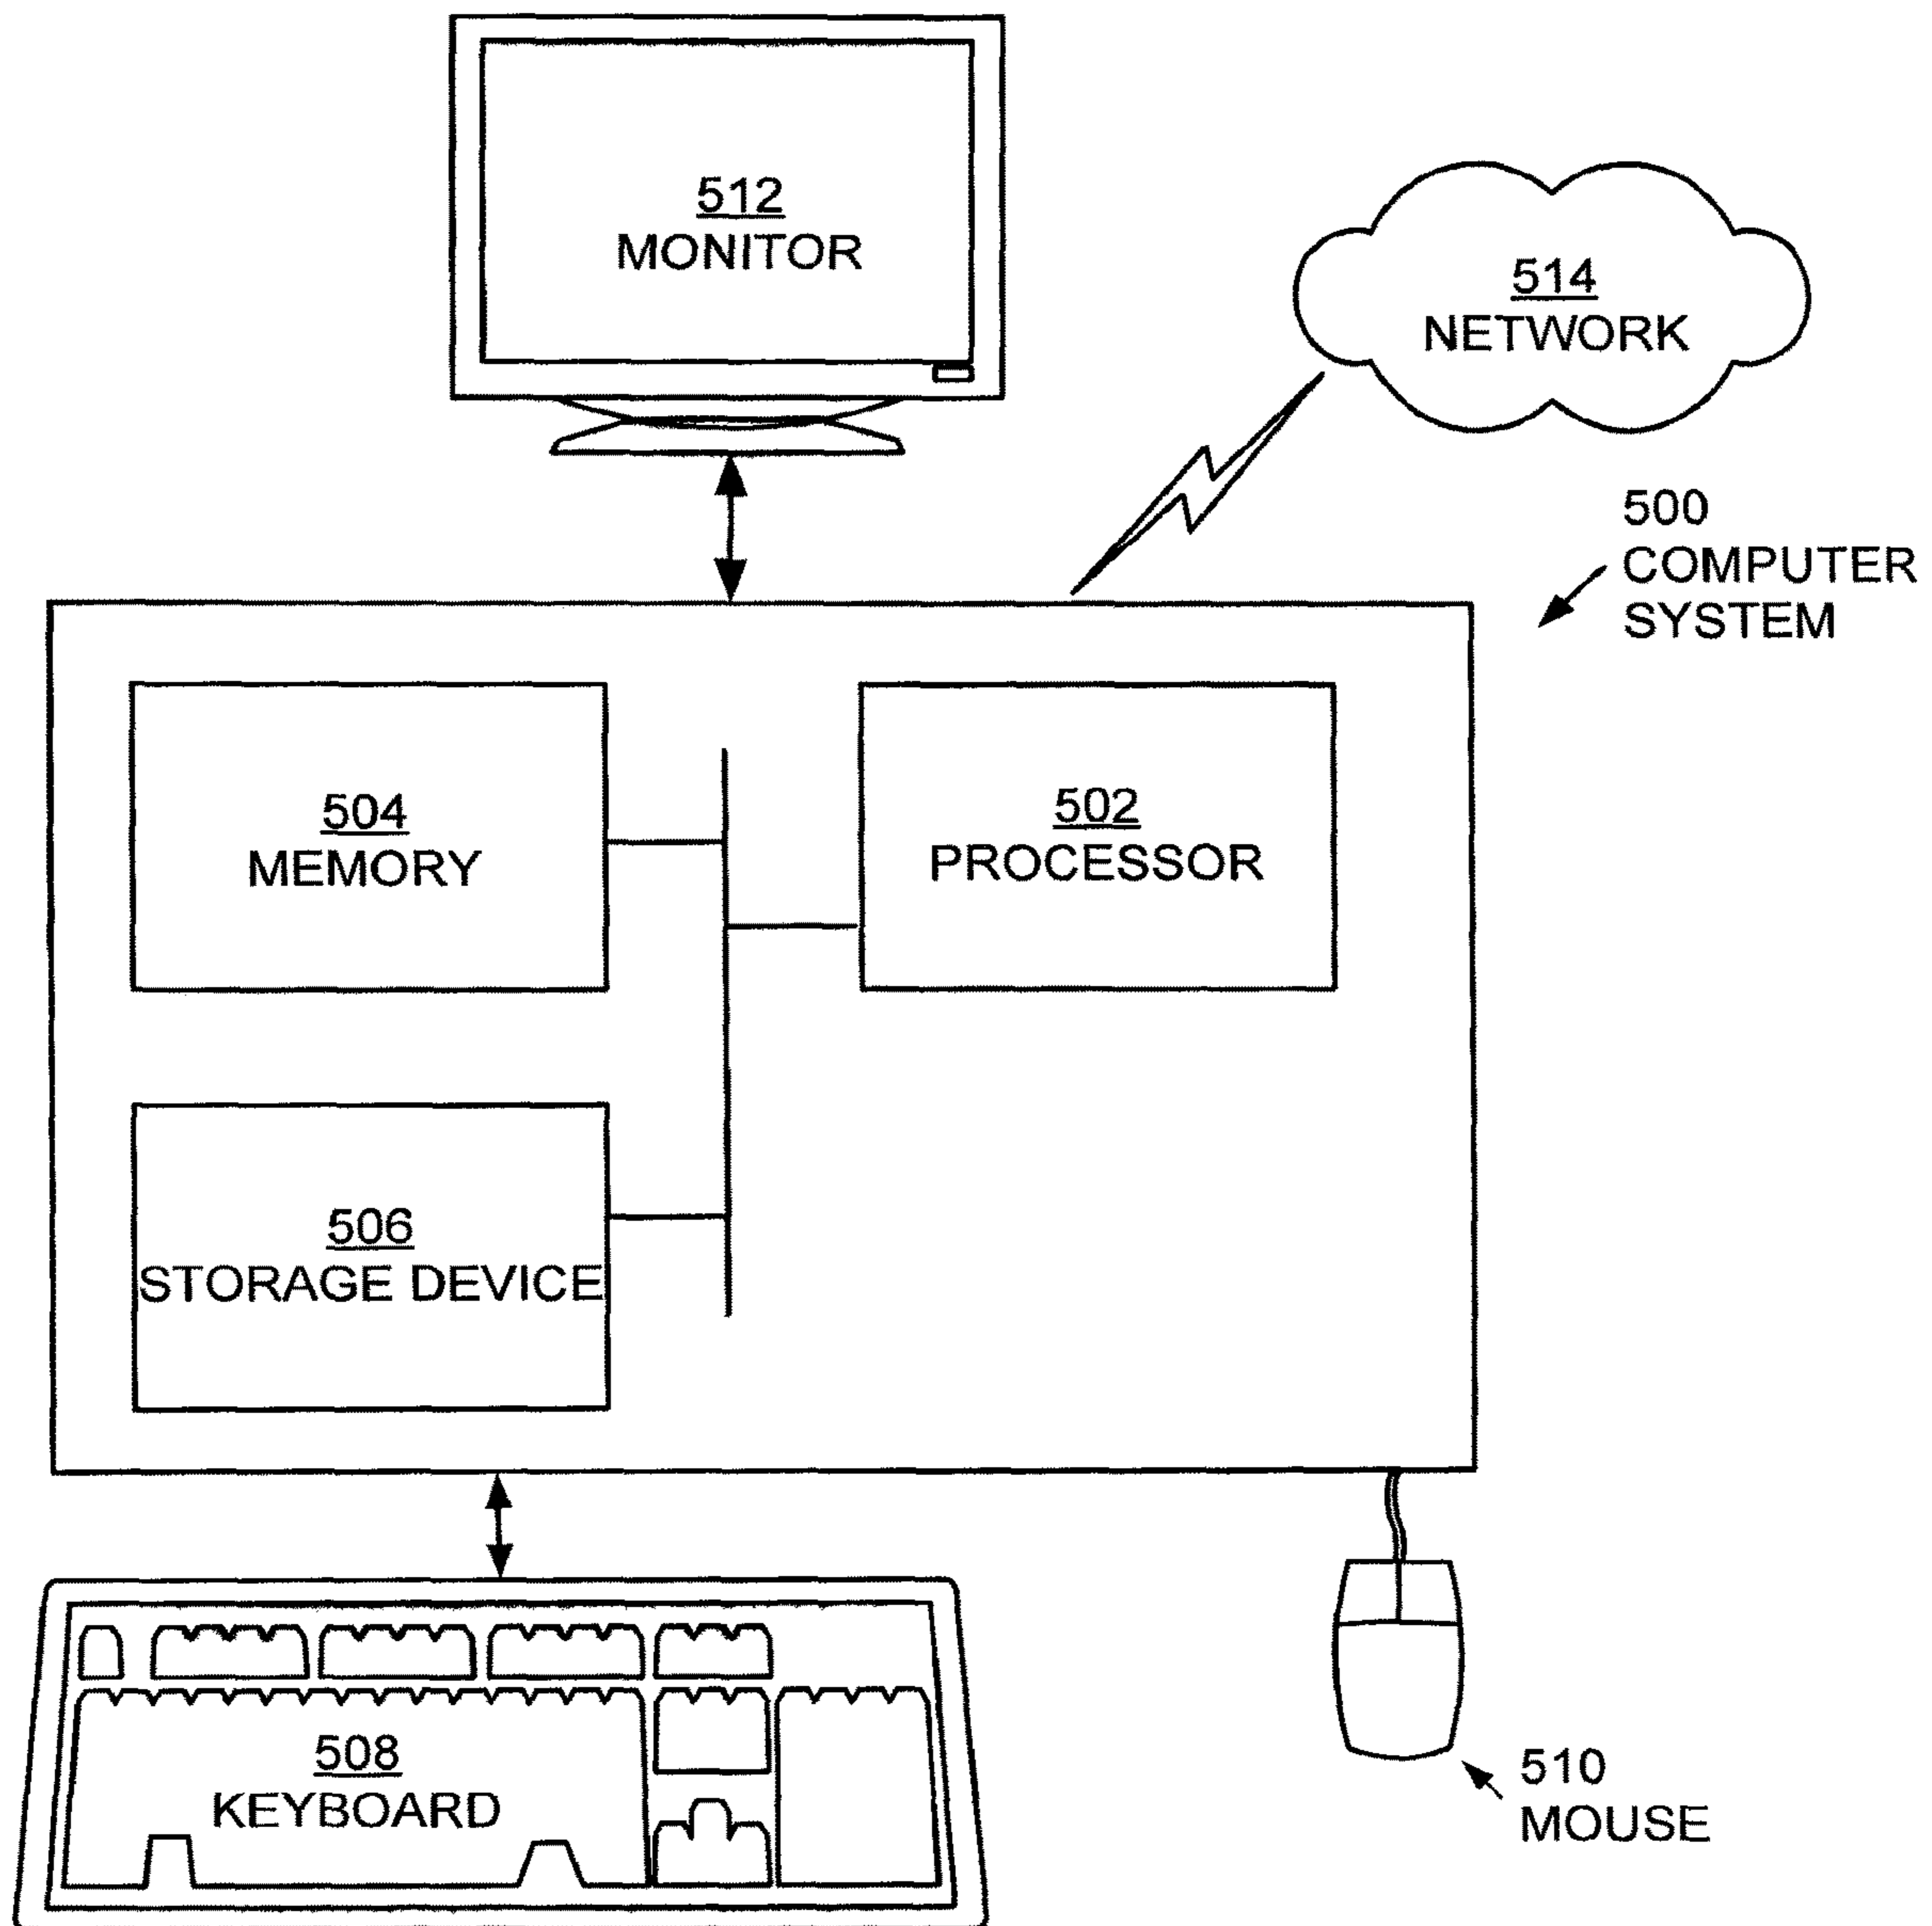 512
MONITOR
514
NETWORK
500
COMPUTER
SYSTEM
504
MEMORY
502
PROCESSOR
506
STORAGE DEVICE
508
KEYBOARD
510
MOUSE